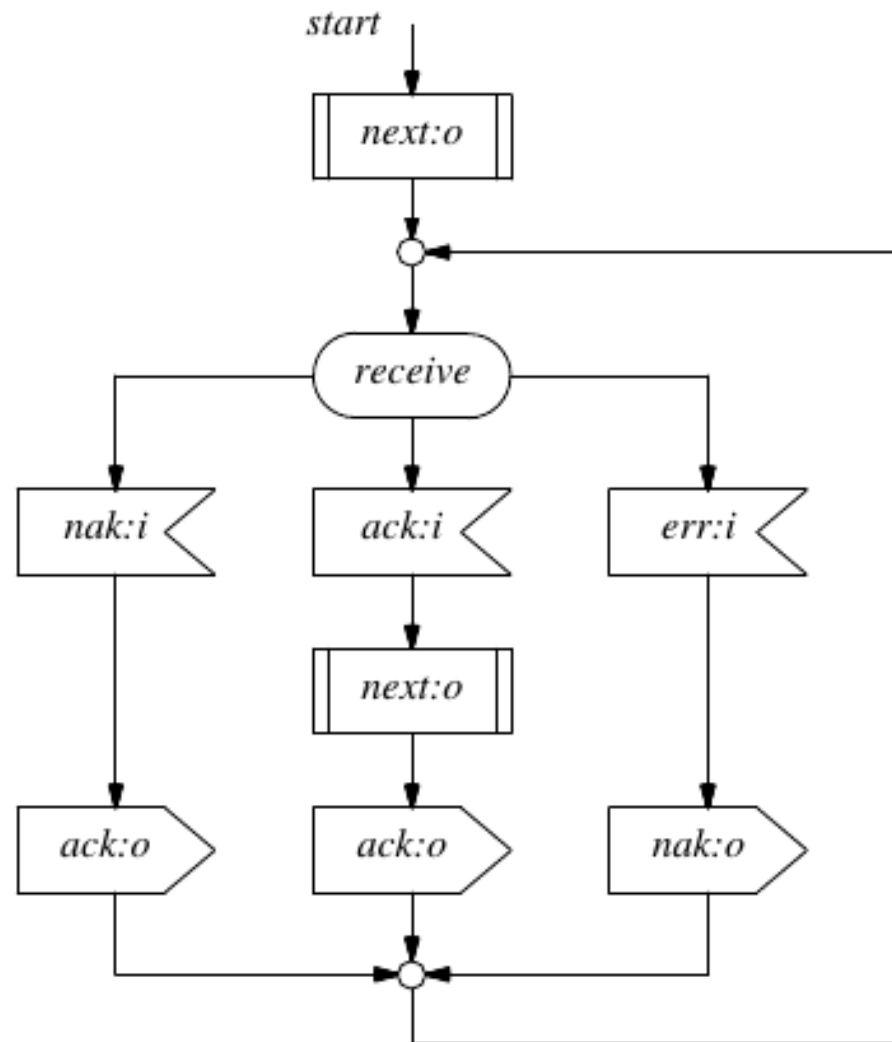 start
next:o
receive
nak:i
ack:i
err:i
next:o
ack:o
ack:o
nak:o